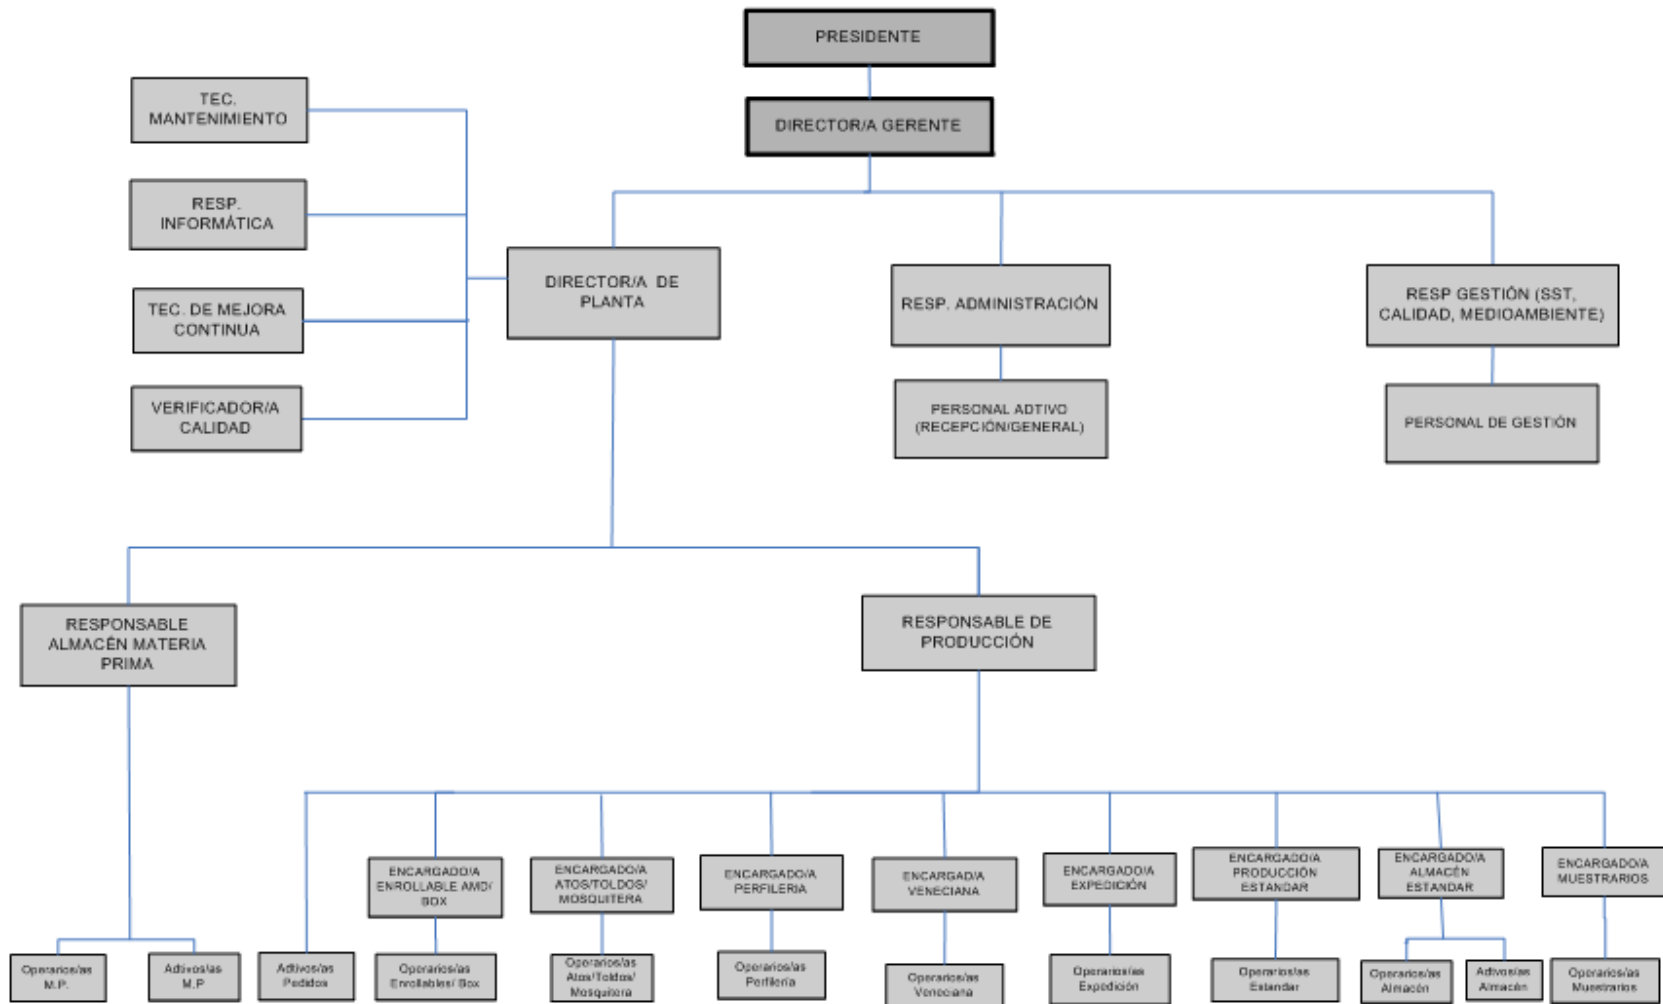 PRESIDENTE
DIRECTOR/A GERENTE
TEC.
MANTENIMIENTO
RESP.
INFORMÁTICA
TEC. DE MEJORA
CONTINUA
VERIFICADOR/A
CALIDAD
DIRECTOR/A DE
PLANTA
RESP. ADMINISTRACIÓN
RESP GESTIÓN (SST,
CALIDAD, MEDIOAMBIENTE)
PERSONAL ADTIVO
(RECEPCIÓN/GENERAL)
PERSONAL DE GESTIÓN
RESPONSABLE
ALMACÉN MATERIA
PRIMA
RESPONSABLE DE
PRODUCCIÓN
ENCARGADO/A
ENROLLABLE AMD/
BOX
ENCARGADO/A
ATOS/TOLDOS/
MOSQUITERA
ENCARGADO/A
PERFILERIA
ENCARGAD/A
VENECIANA
ENCARGADO/A
EXPEDICIÓN
ENCARGADO/A
PRODUCCIÓN
ESTANDAR
ENCARGADO/A
ALMACÉN
ESTANDAR
ENCARGADO/A
MUESTRARIOS
Operarios/as
M.P.
Adtivos/as
M.P
Adtivos/as
Pedidos
Operarios/as
Enrollables/ Box
Operarios/as
Atos/Toldos/
Mosquitera
Operarios/as
Perfilería
Operarios/as
Veneciana
Operarios/as
Expedición
Operarios/as
Estandar
Operarios/as
Almacén
Adivos/as
Almacén
Operarios/as
Muestrarios